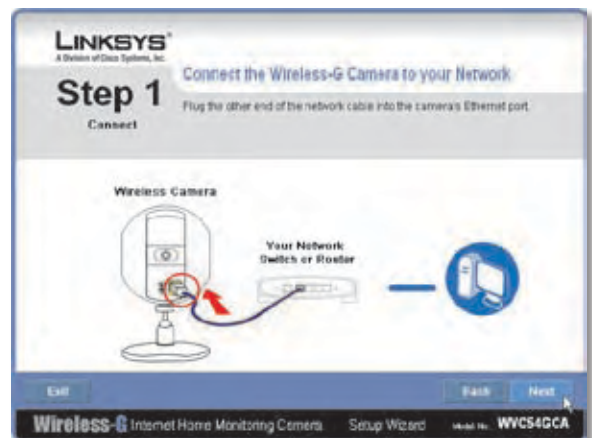 LINKSYS®
A Division of Cisco Systems, Inc.
Step 1
Connect
Connect the Wireless-G Camera to your Network
Plug the other end of the network cable into the camera's Ethernet port.
Wireless Camera
Your Network
Switch or Router
Exit
Back
Next
Wireless-G Internet Home Monitoring Camera
Setup Wizard
Model No. WVC54GCA